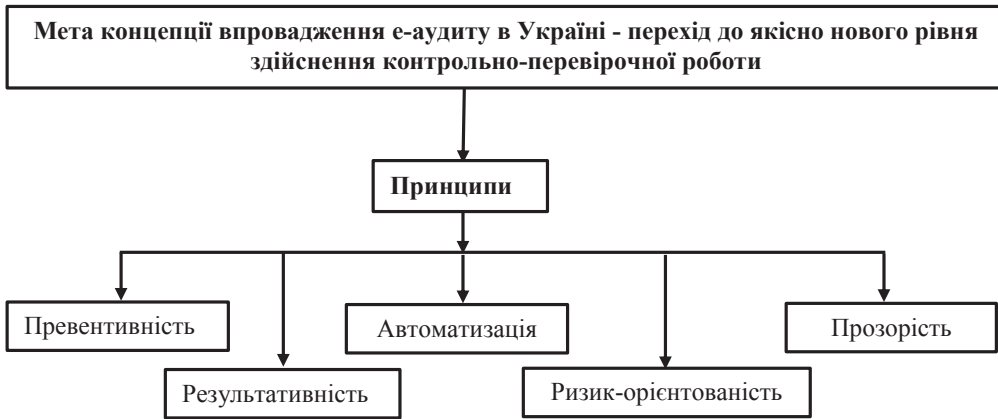 Мета концепції впровадження е-аудиту в Україні - перехід до якісно нового рівня
здійснення контрольно-перевірочної роботи
Принципи
Превентивність
Автоматизація
Прозорість
Результативність
Ризик-орієнтованість